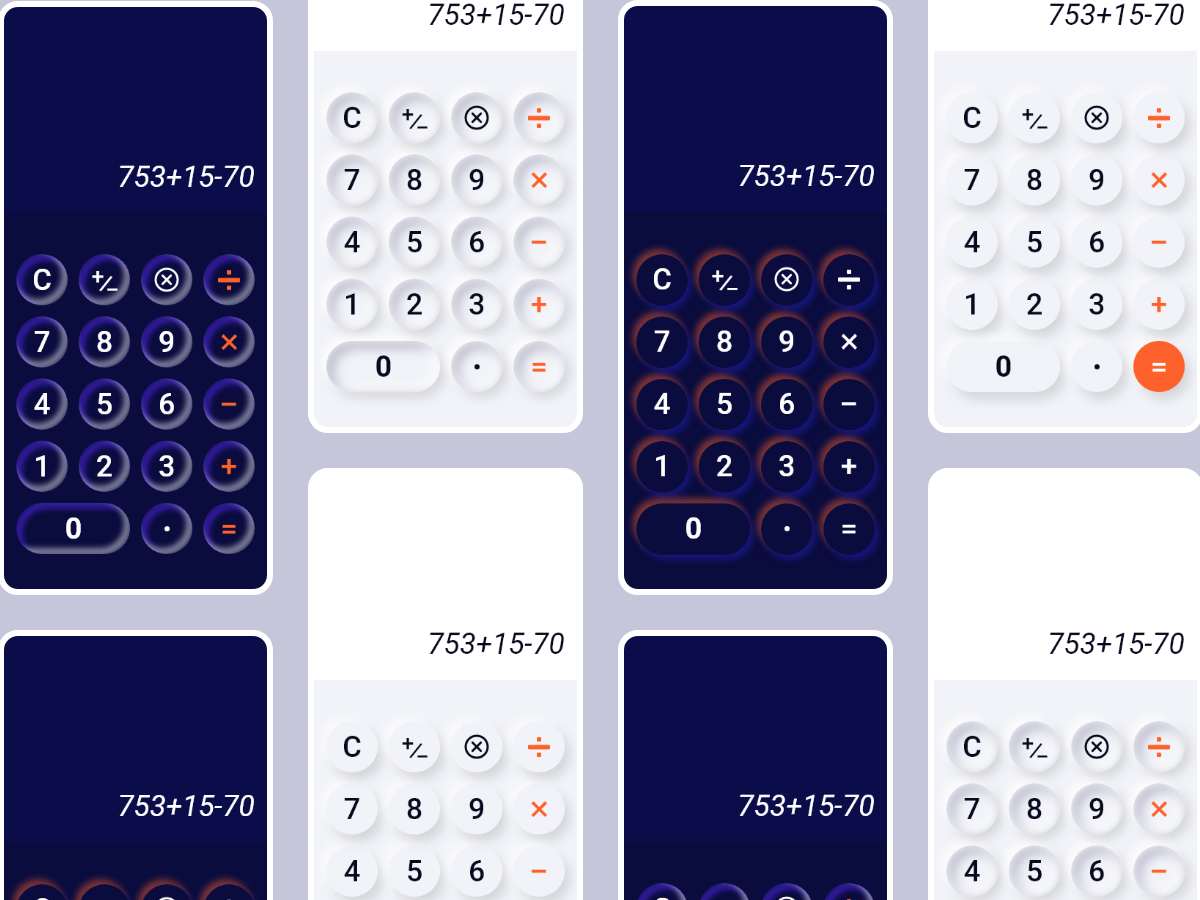 753+15-70
C +/− ⊗ ÷
7 8 9 ×
4 5 6 −
1 2 3 +
0 . =
753+15-70
C +/− ⊗ ÷
7 8 9 ×
4 5 6 −
1 2 3 +
0 . =
753+15-70
C +/− ⊗ ÷
7 8 9 ×
4 5 6 −
1 2 3 +
0 . =
753+15-70
C +/− ⊗ ÷
7 8 9 ×
4 5 6 −
1 2 3 +
0 . =
753+15-70
753+15-70
C +/− ⊗ ÷
7 8 9 ×
4 5 6 −
753+15-70
753+15-70
C +/− ⊗ ÷
7 8 9 ×
4 5 6 −